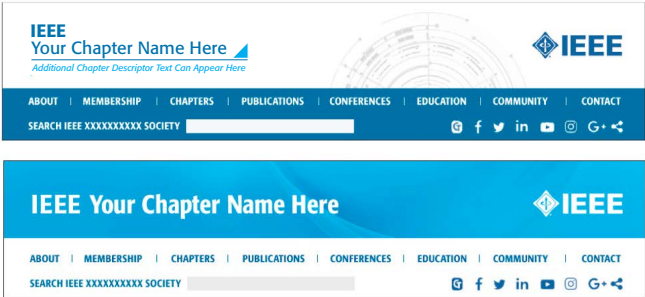 IEEE
Your Chapter Name Here
Additional Chapter Descriptor Text Can Appear Here
IEEE
ABOUT | MEMBERSHIP | CHAPTERS | PUBLICATIONS | CONFERENCES | EDUCATION | COMMUNITY | CONTACT
SEARCH IEEE XXXXXXXXXX SOCIETY
IEEE Your Chapter Name Here
IEEE
ABOUT | MEMBERSHIP | CHAPTERS | PUBLICATIONS | CONFERENCES | EDUCATION | COMMUNITY | CONTACT
SEARCH IEEE XXXXXXXXXX SOCIETY